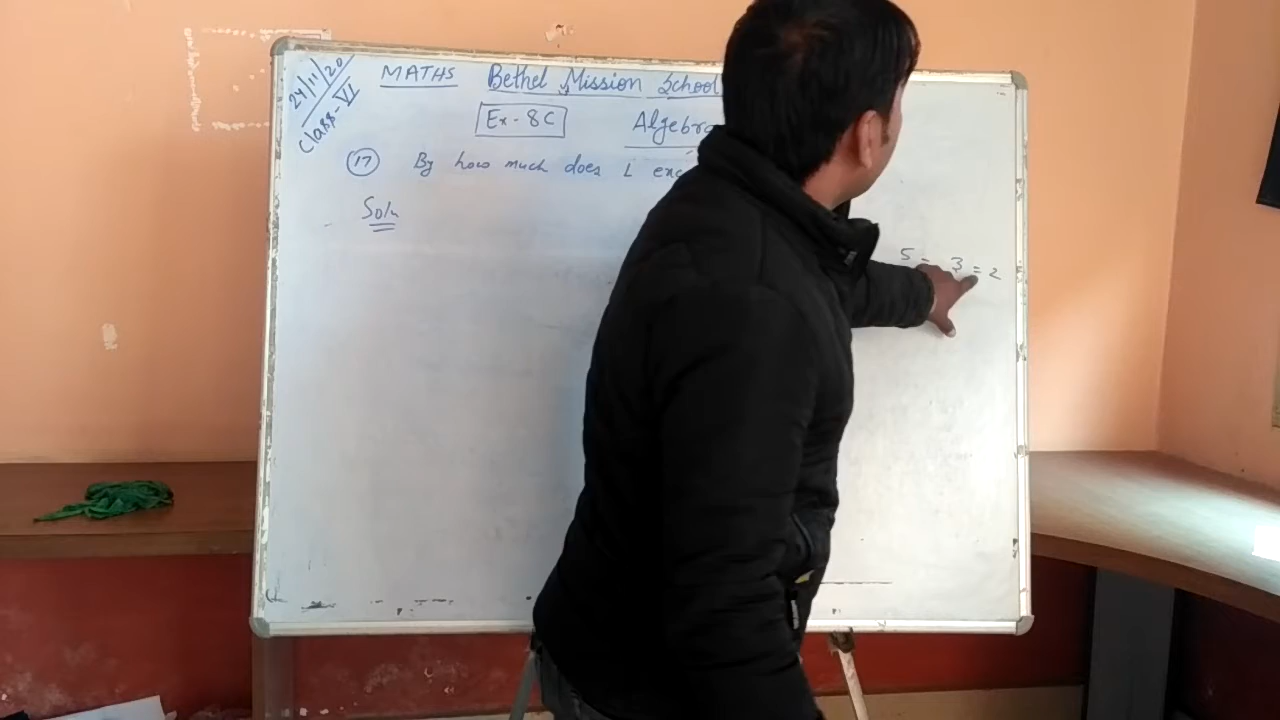 24/11/20
Class-VI
MATHS Bethel Mission School
Ex-8C Algebra
17 By how much does
Soln
5 - 3 = 2